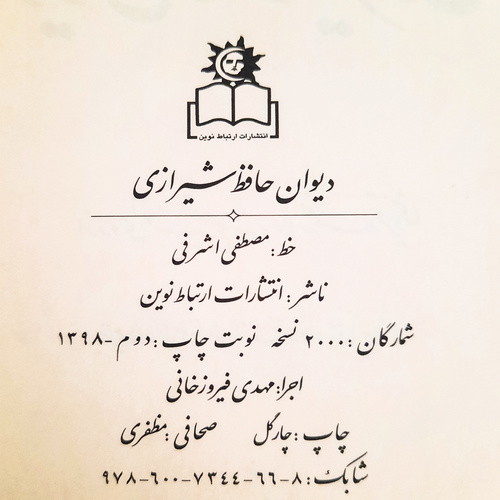 انتشارات ارتباط نوین
دیوان حافظ شیرازی
خط: مصطفی اشرفی
ناشر: انتشارات ارتباط نوین
شمارگان: ۲۰۰۰ نسخه نوبت چاپ: دوم -۱۳۹۸
اجرا: مهدی فیروزخانی
چاپ: چارگل صحافی: مظفری
شابک: ۸-۶۶-۷۳۴۴-۶۰۰-۹۷۸